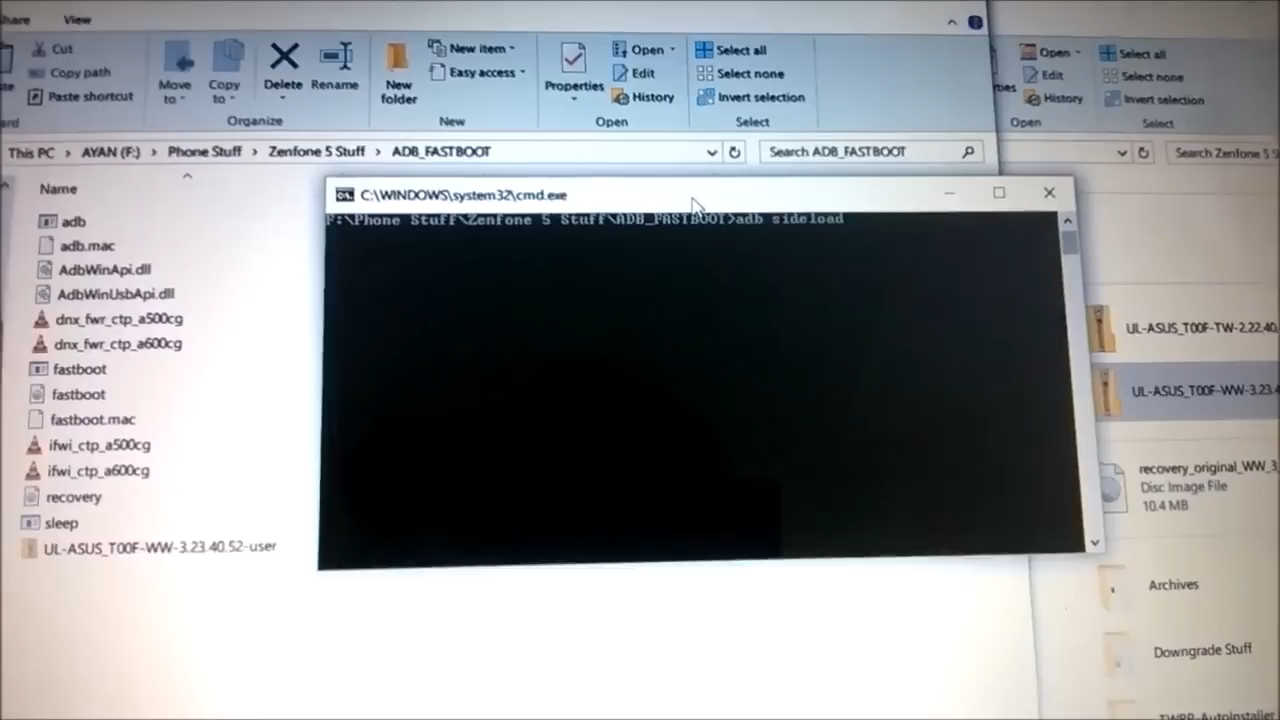 Share View
Cut
Copy path
Paste shortcut
Move to
Copy to
Delete
Rename
New folder
New item
Easy access
Properties
Open
Edit
History
Select all
Select none
Invert selection
Organize
New
Open
Select
Open
Edit
History
Select all
Select none
Invert selection
Open
Select
This PC > AYAN (F:) > Phone Stuff > Zenfone 5 Stuff > ADB_FASTBOOT
Search ADB_FASTBOOT
Search Zenfone 5 S
Name
adb
adb.mac
AdbWinApi.dll
AdbWinUsbApi.dll
dnx_fwr_ctp_a500cg
dnx_fwr_ctp_a600cg
fastboot
fastboot
fastboot.mac
ifwi_ctp_a500cg
ifwi_ctp_a600cg
recovery
sleep
UL-ASUS_T00F-WW-3.23.40.52-user
C:\WINDOWS\system32\cmd.exe
F:\Phone Stuff\Zenfone 5 Stuff\ADB_FASTBOOT>adb sideload
UL-ASUS_T00F-TW-2.22.40.
UL-ASUS_T00F-WW-3.23.4
recovery_original_WW_3
Disc Image File
10.4 MB
Archives
Downgrade Stuff